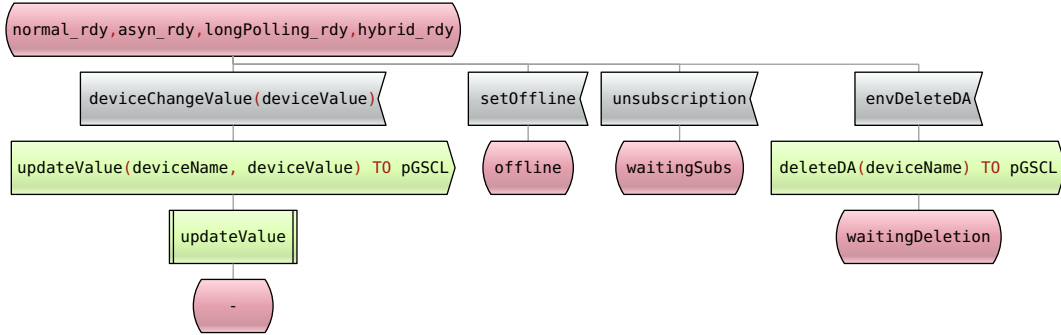 normal_rdy,asyn_rdy,longPolling_rdy,hybrid_rdy
deviceChangeValue(deviceValue)
setOffline
unsubscription
envDeleteDA
updateValue(deviceName, deviceValue) TO pGSCL
offline
waitingSubs
deleteDA(deviceName) TO pGSCL
updateValue
waitingDeletion
-